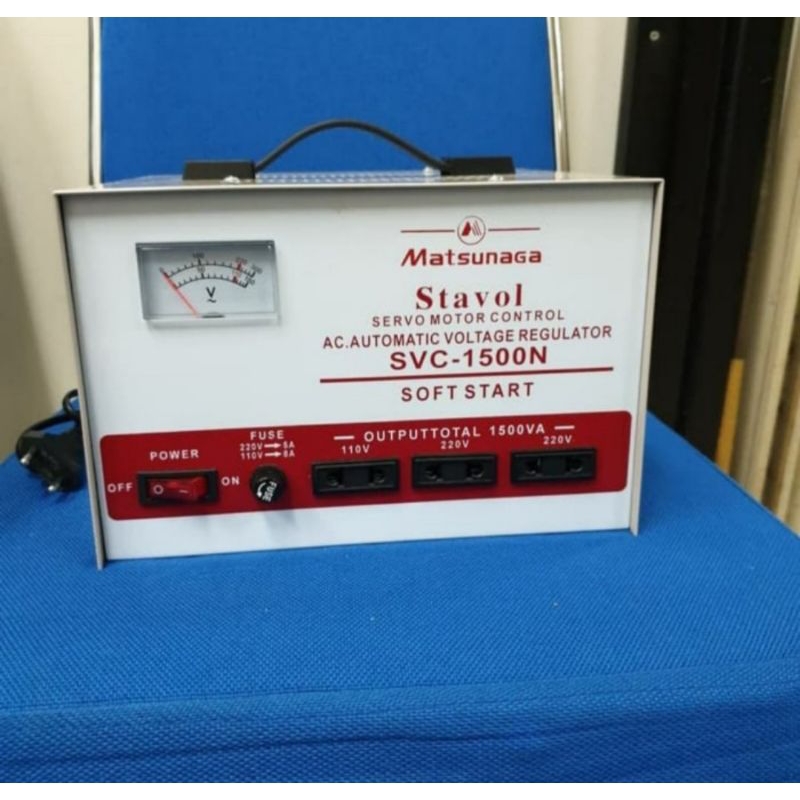 Matsunaga
Stavol
SERVO MOTOR CONTROL
AC.AUTOMATIC VOLTAGE REGULATOR
SVC-1500N
SOFT START
V
POWER
OFF
ON
FUSE
220V→5A
110V→8A
FUSE
OUTPUTTOTAL 1500VA
110V 220V 220V